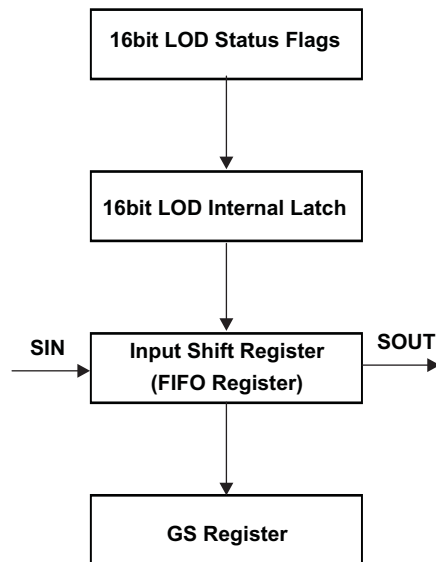 16bit LOD Status Flags
16bit LOD Internal Latch
SIN
Input Shift Register
(FIFO Register)
SOUT
GS Register